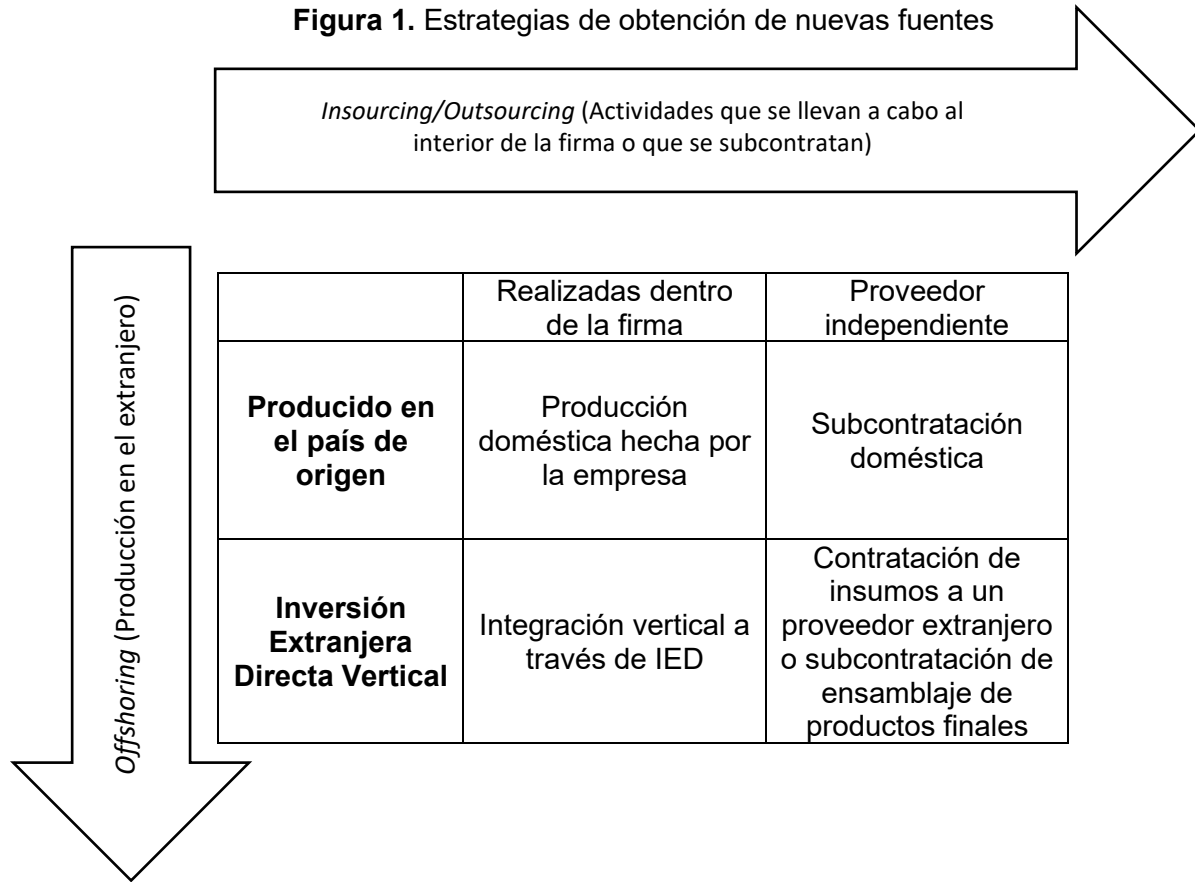 Figura 1. Estrategias de obtención de nuevas fuentes
Insourcing/Outsourcing (Actividades que se llevan a cabo al
interior de la firma o que se subcontratan)
Offshoring (Producción en el extranjero)
Realizadas dentro
de la firma
Proveedor
independiente
Producido en
el país de
origen
Producción
doméstica hecha por
la empresa
Subcontratación
doméstica
Inversión
Extranjera
Directa Vertical
Integración vertical a
través de IED
Contratación de
insumos a un
proveedor extranjero
o subcontratación de
ensamblaje de
productos finales